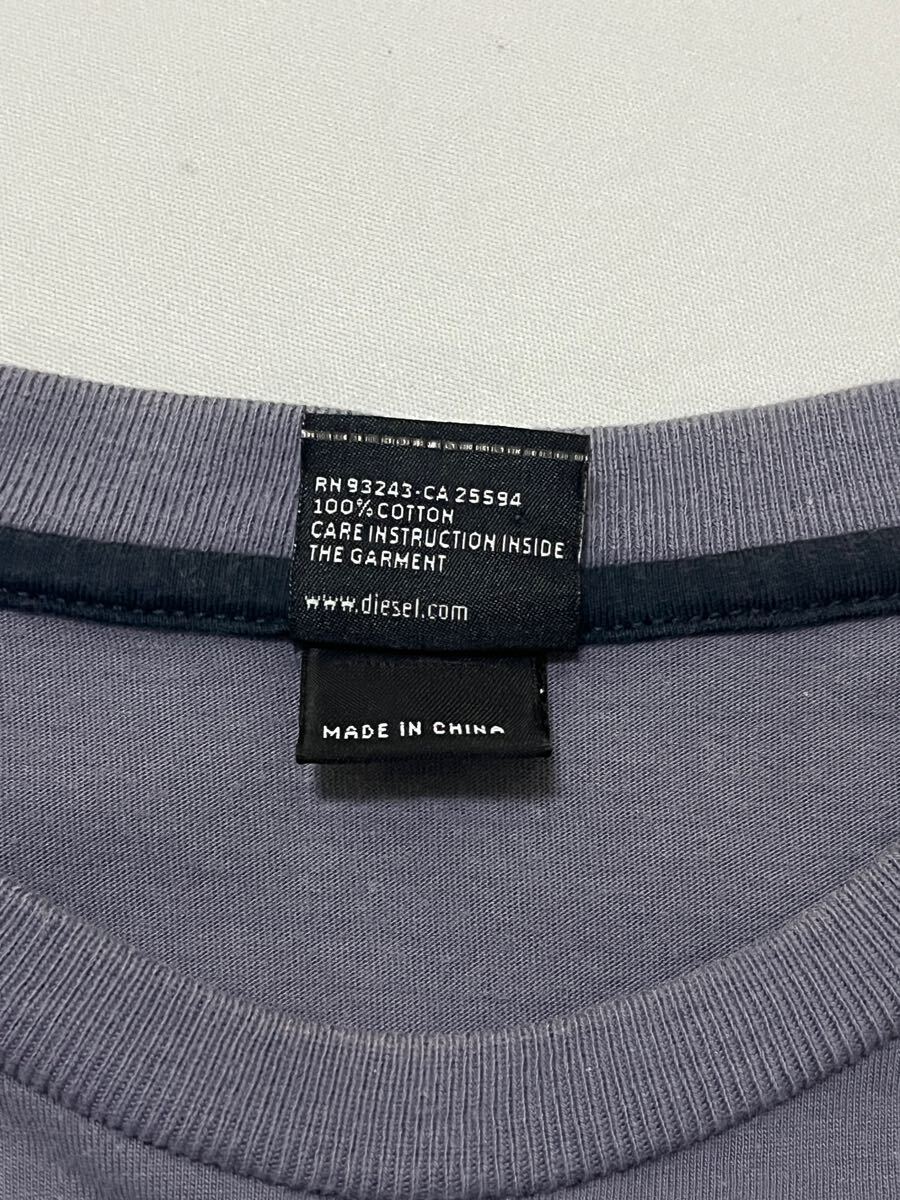 RN 93243-CA 25594
100% COTTON
CARE INSTRUCTION INSIDE
THE GARMENT
www.diesel.com
MADE IN CHINA